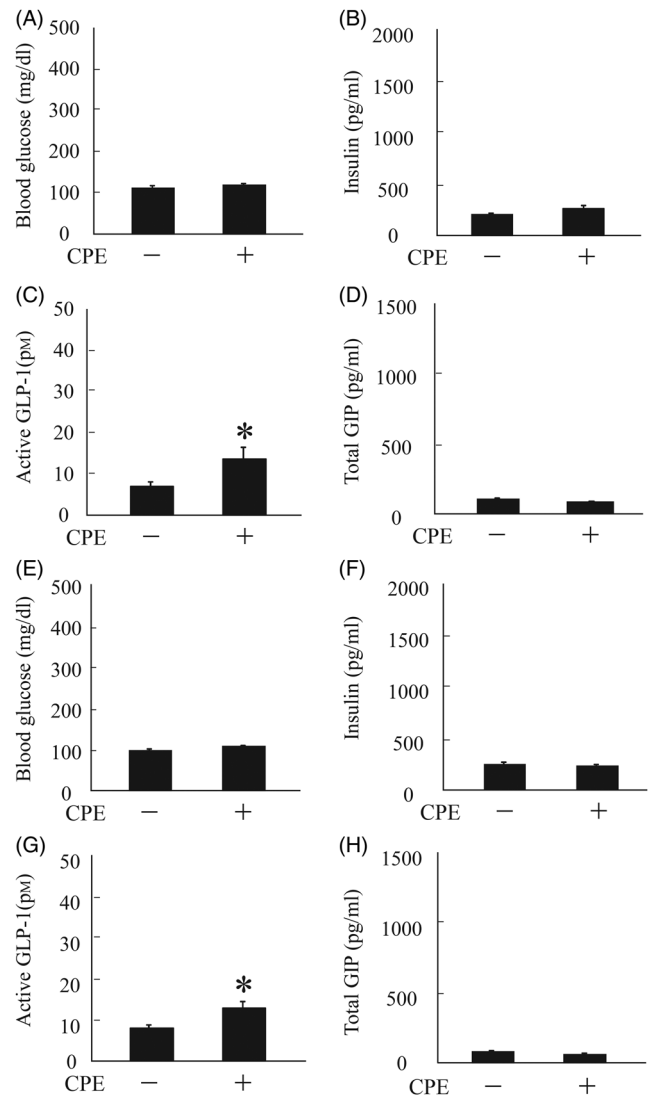 (A)
Blood glucose (mg/dl)
500
400
300
200
100
0
CPE − +
(B)
Insulin (pg/ml)
2000
1500
1000
500
0
CPE − +
(C)
Active GLP-1(pM)
50
40
30
20
10
0
*
CPE − +
(D)
Total GIP (pg/ml)
1500
1000
500
0
CPE − +
(E)
Blood glucose (mg/dl)
500
400
300
200
100
0
CPE − +
(F)
Insulin (pg/ml)
2000
1500
1000
500
0
CPE − +
(G)
Active GLP-1(pM)
50
40
30
20
10
0
*
CPE − +
(H)
Total GIP (pg/ml)
1500
1000
500
0
CPE − +